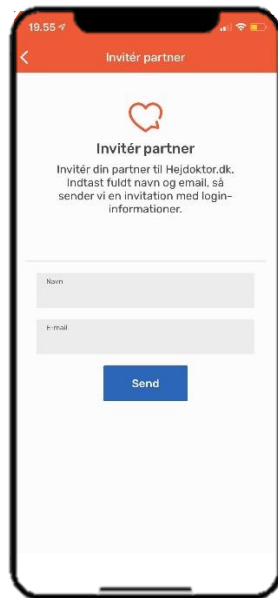 19.55
Invitér partner
Invitér partner
Invitér din partner til Hejdoktor.dk.
Indtast fuldt navn og email, så
sender vi en invitation med login-
informationer.
Navn
E-mail
Send